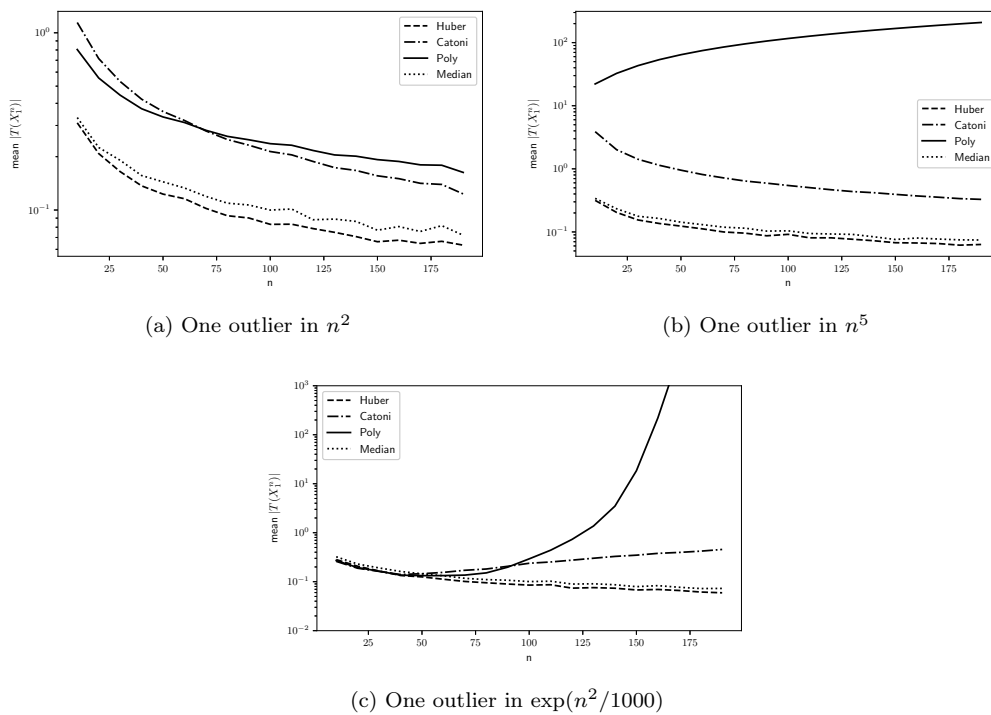 10⁰
10⁻¹
mean |T(X₁ⁿ)|
Huber
Catoni
Poly
Median
25 50 75 100 125 150 175
n
(a) One outlier in n²
10²
10¹
10⁰
10⁻¹
mean |T(X₁ⁿ)|
Huber
Catoni
Poly
Median
25 50 75 100 125 150 175
n
(b) One outlier in n⁵
10³
10²
10¹
10⁰
10⁻¹
10⁻²
mean |T(X₁ⁿ)|
Huber
Catoni
Poly
Median
25 50 75 100 125 150 175
n
(c) One outlier in exp(n²/1000)